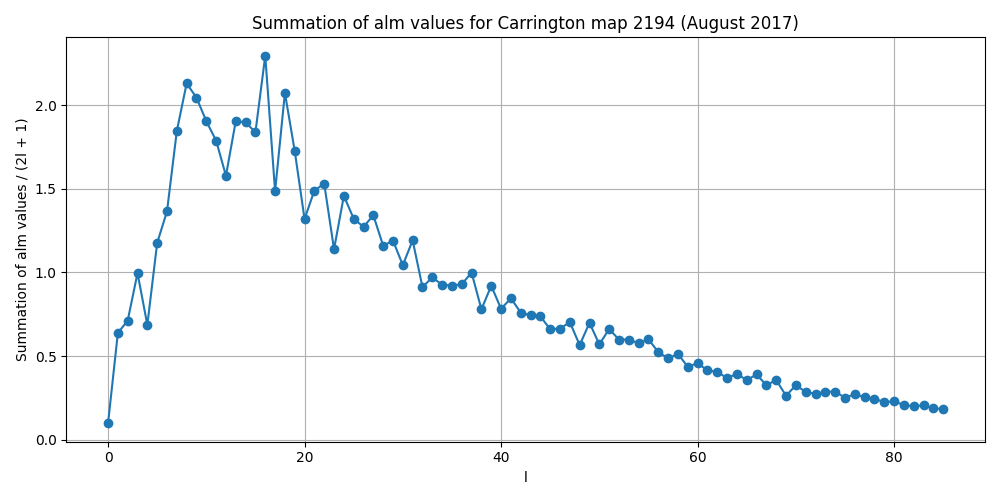 Summation of alm values for Carrington map 2194 (August 2017)
Summation of alm values / (2l + 1)
2.0
1.5
1.0
0.5
0.0
0 20 40 60 80
l